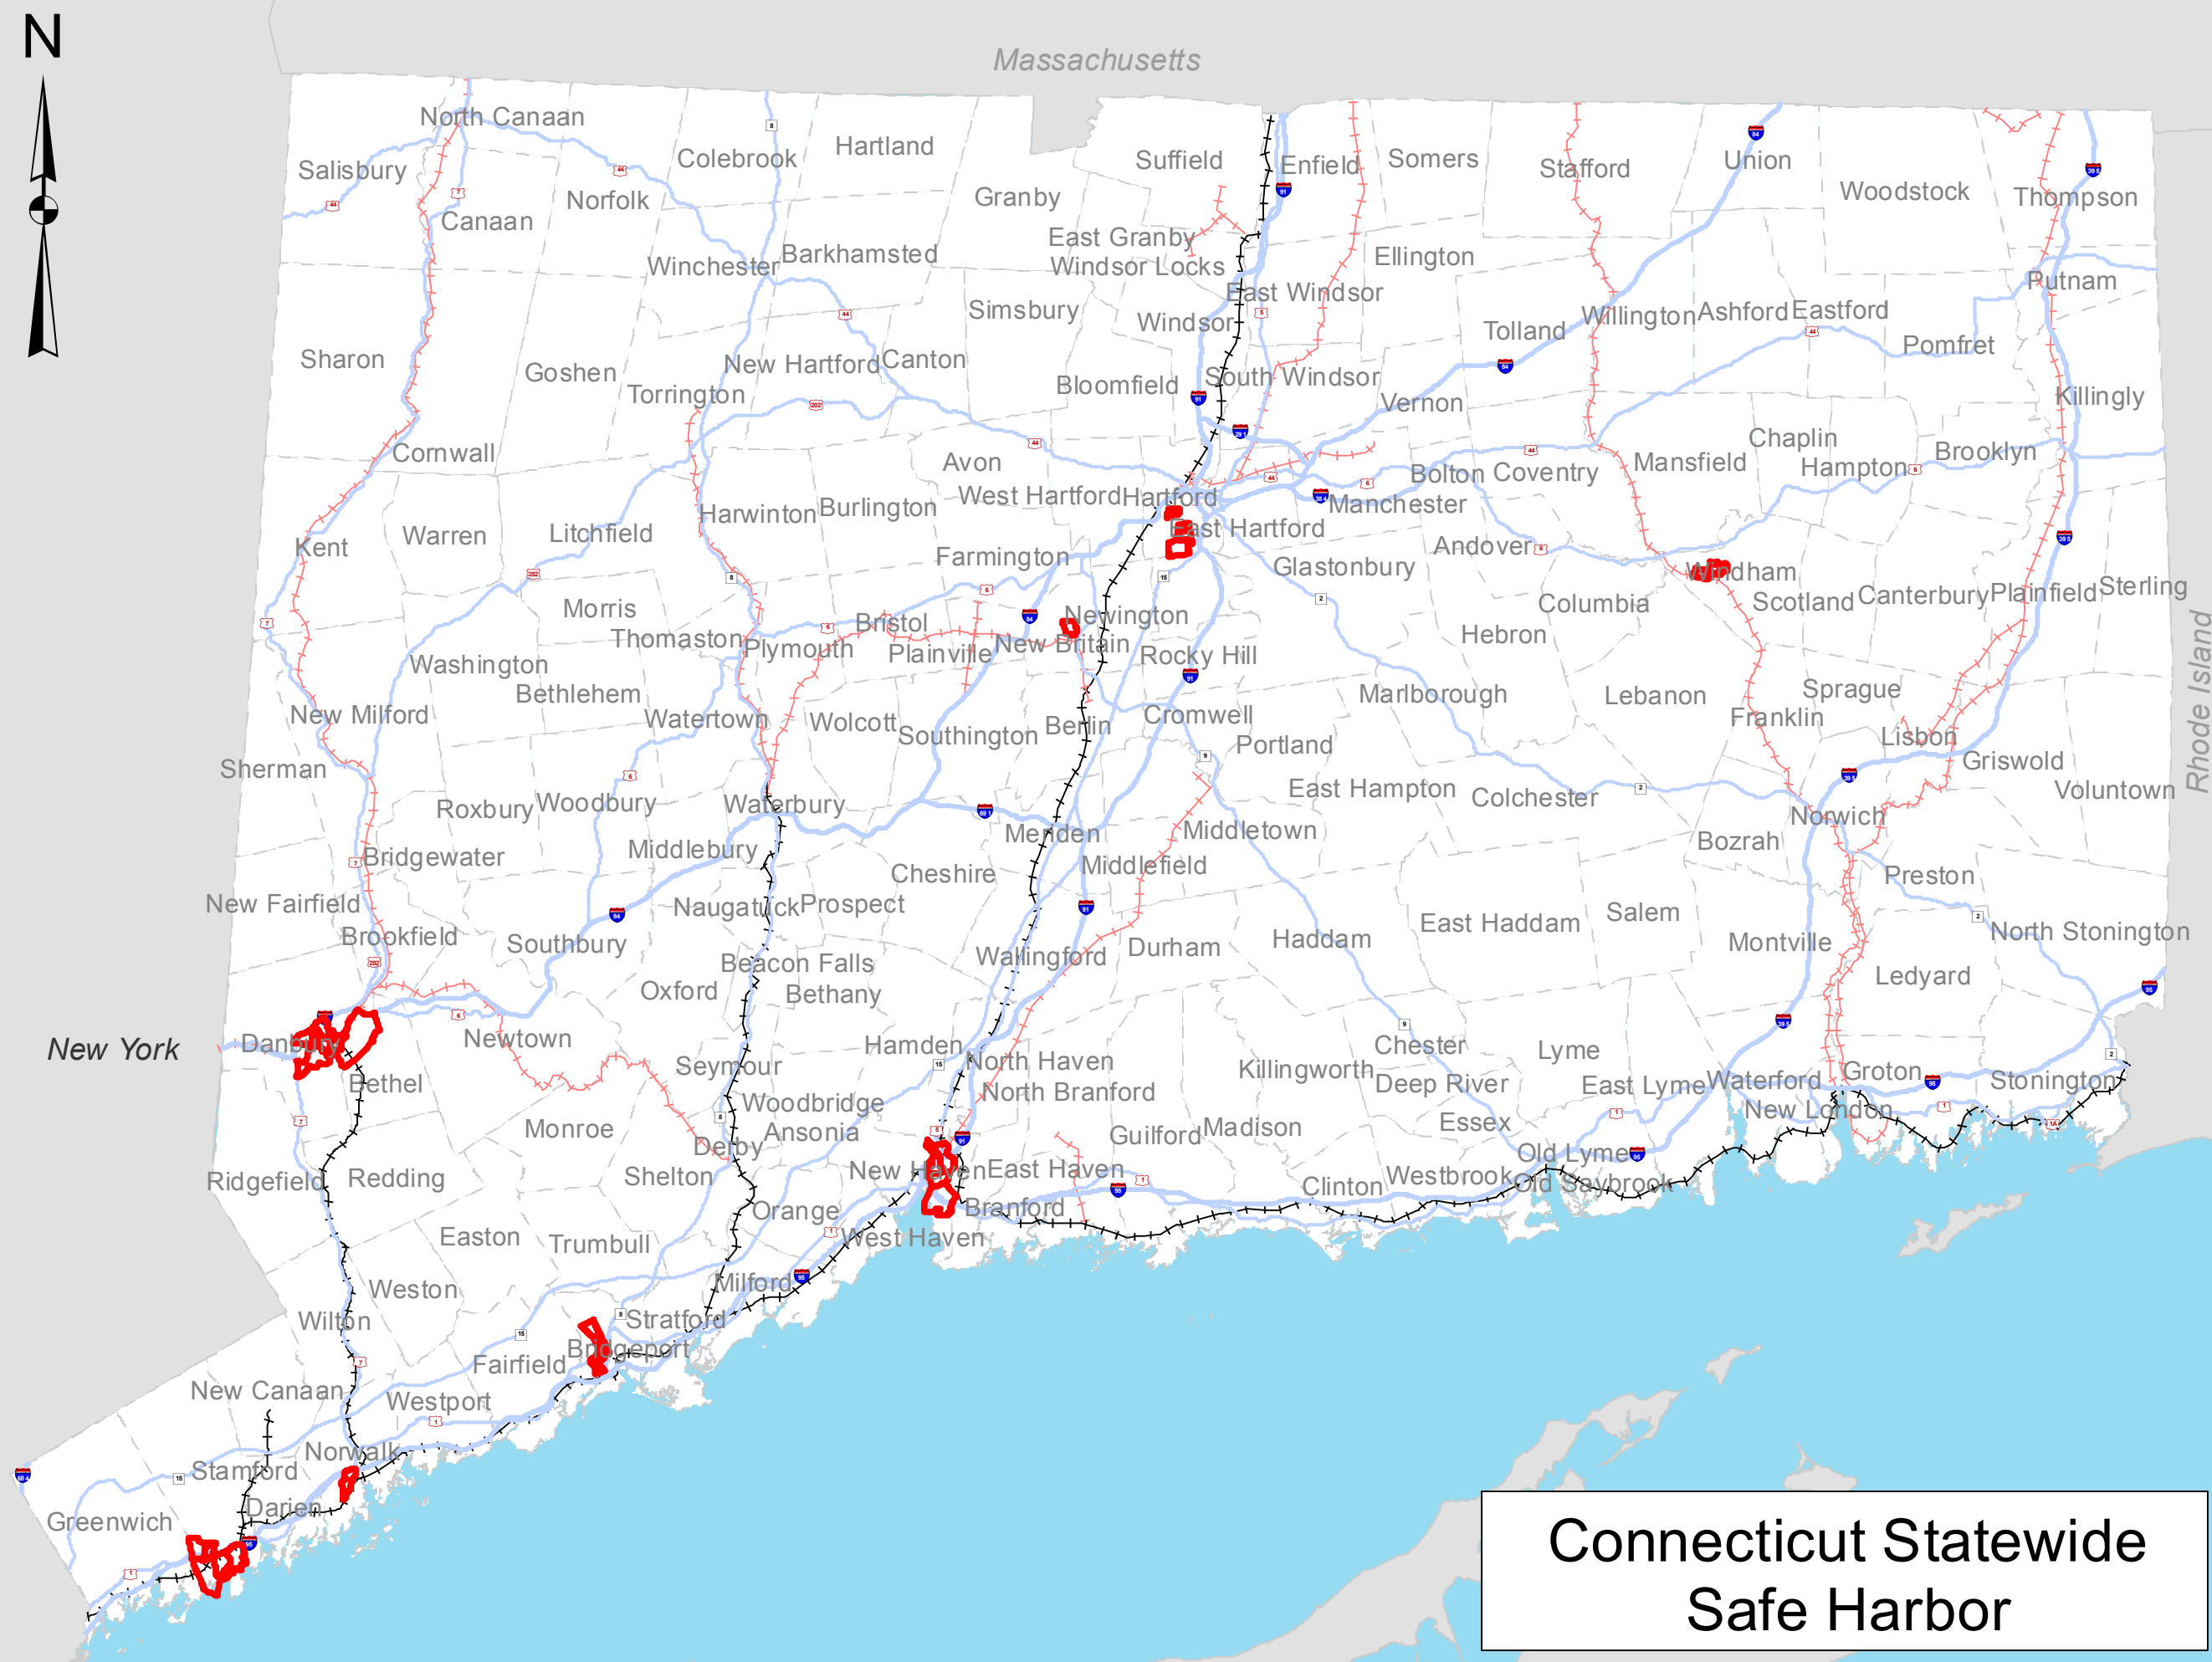 N
Massachusetts
North Canaan
Colebrook
Hartland
Suffield
Enfield
Somers
Stafford
Union
Salisbury
Norfolk
Granby
Woodstock
Thompson
Canaan
East Granby
Winchester
Barkhamsted
Windsor Locks
Ellington
Putnam
East Windsor
Simsbury
Windsor
Tolland
Willington
Ashford
Eastford
Pomfret
Sharon
Goshen
New Hartford
Canton
Bloomfield
South Windsor
Torrington
Vernon
Killingly
Cornwall
Avon
Chaplin
Brooklyn
Mansfield
Hampton
Bolton
Coventry
West Hartford
Hartford
Manchester
Harwinton
Burlington
Warren
Litchfield
East Hartford
Kent
Farmington
Andover
Glastonbury
Windham
Morris
Columbia
Scotland
Canterbury
Plainfield
Sterling
Thomaston
Plymouth
Bristol
Newington
New Britain
Plainville
Rocky Hill
Hebron
Washington
Bethlehem
Marlborough
Lebanon
Sprague
Rhode Island
New Milford
Watertown
Wolcott
Southington
Berlin
Cromwell
Franklin
Portland
Lisbon
Griswold
Sherman
Roxbury
Woodbury
Waterbury
East Hampton
Colchester
Voluntown
Meriden
Middletown
Norwich
Bozrah
Bridgewater
Middlebury
Cheshire
Middlefield
Preston
New Fairfield
Naugatuck
Prospect
East Haddam
Salem
Brookfield
Southbury
Wallingford
Durham
Haddam
Montville
North Stonington
Beacon Falls
Oxford
Bethany
Ledyard
New York
Danbury
Newtown
Hamden
North Haven
Chester
Lyme
Bethel
Seymour
Killingworth
Deep River
East Lyme
Waterford
Groton
Stonington
North Branford
Woodbridge
Essex
New London
Monroe
Ansonia
Guilford
Madison
Derby
Old Lyme
Ridgefield
Redding
Shelton
New Haven
East Haven
Clinton
Westbrook
Old Saybrook
Orange
Branford
Easton
Trumbull
West Haven
Weston
Milford
Wilton
Stratford
Bridgeport
Fairfield
New Canaan
Westport
Norwalk
Stamford
Darien
Greenwich
Connecticut Statewide
Safe Harbor